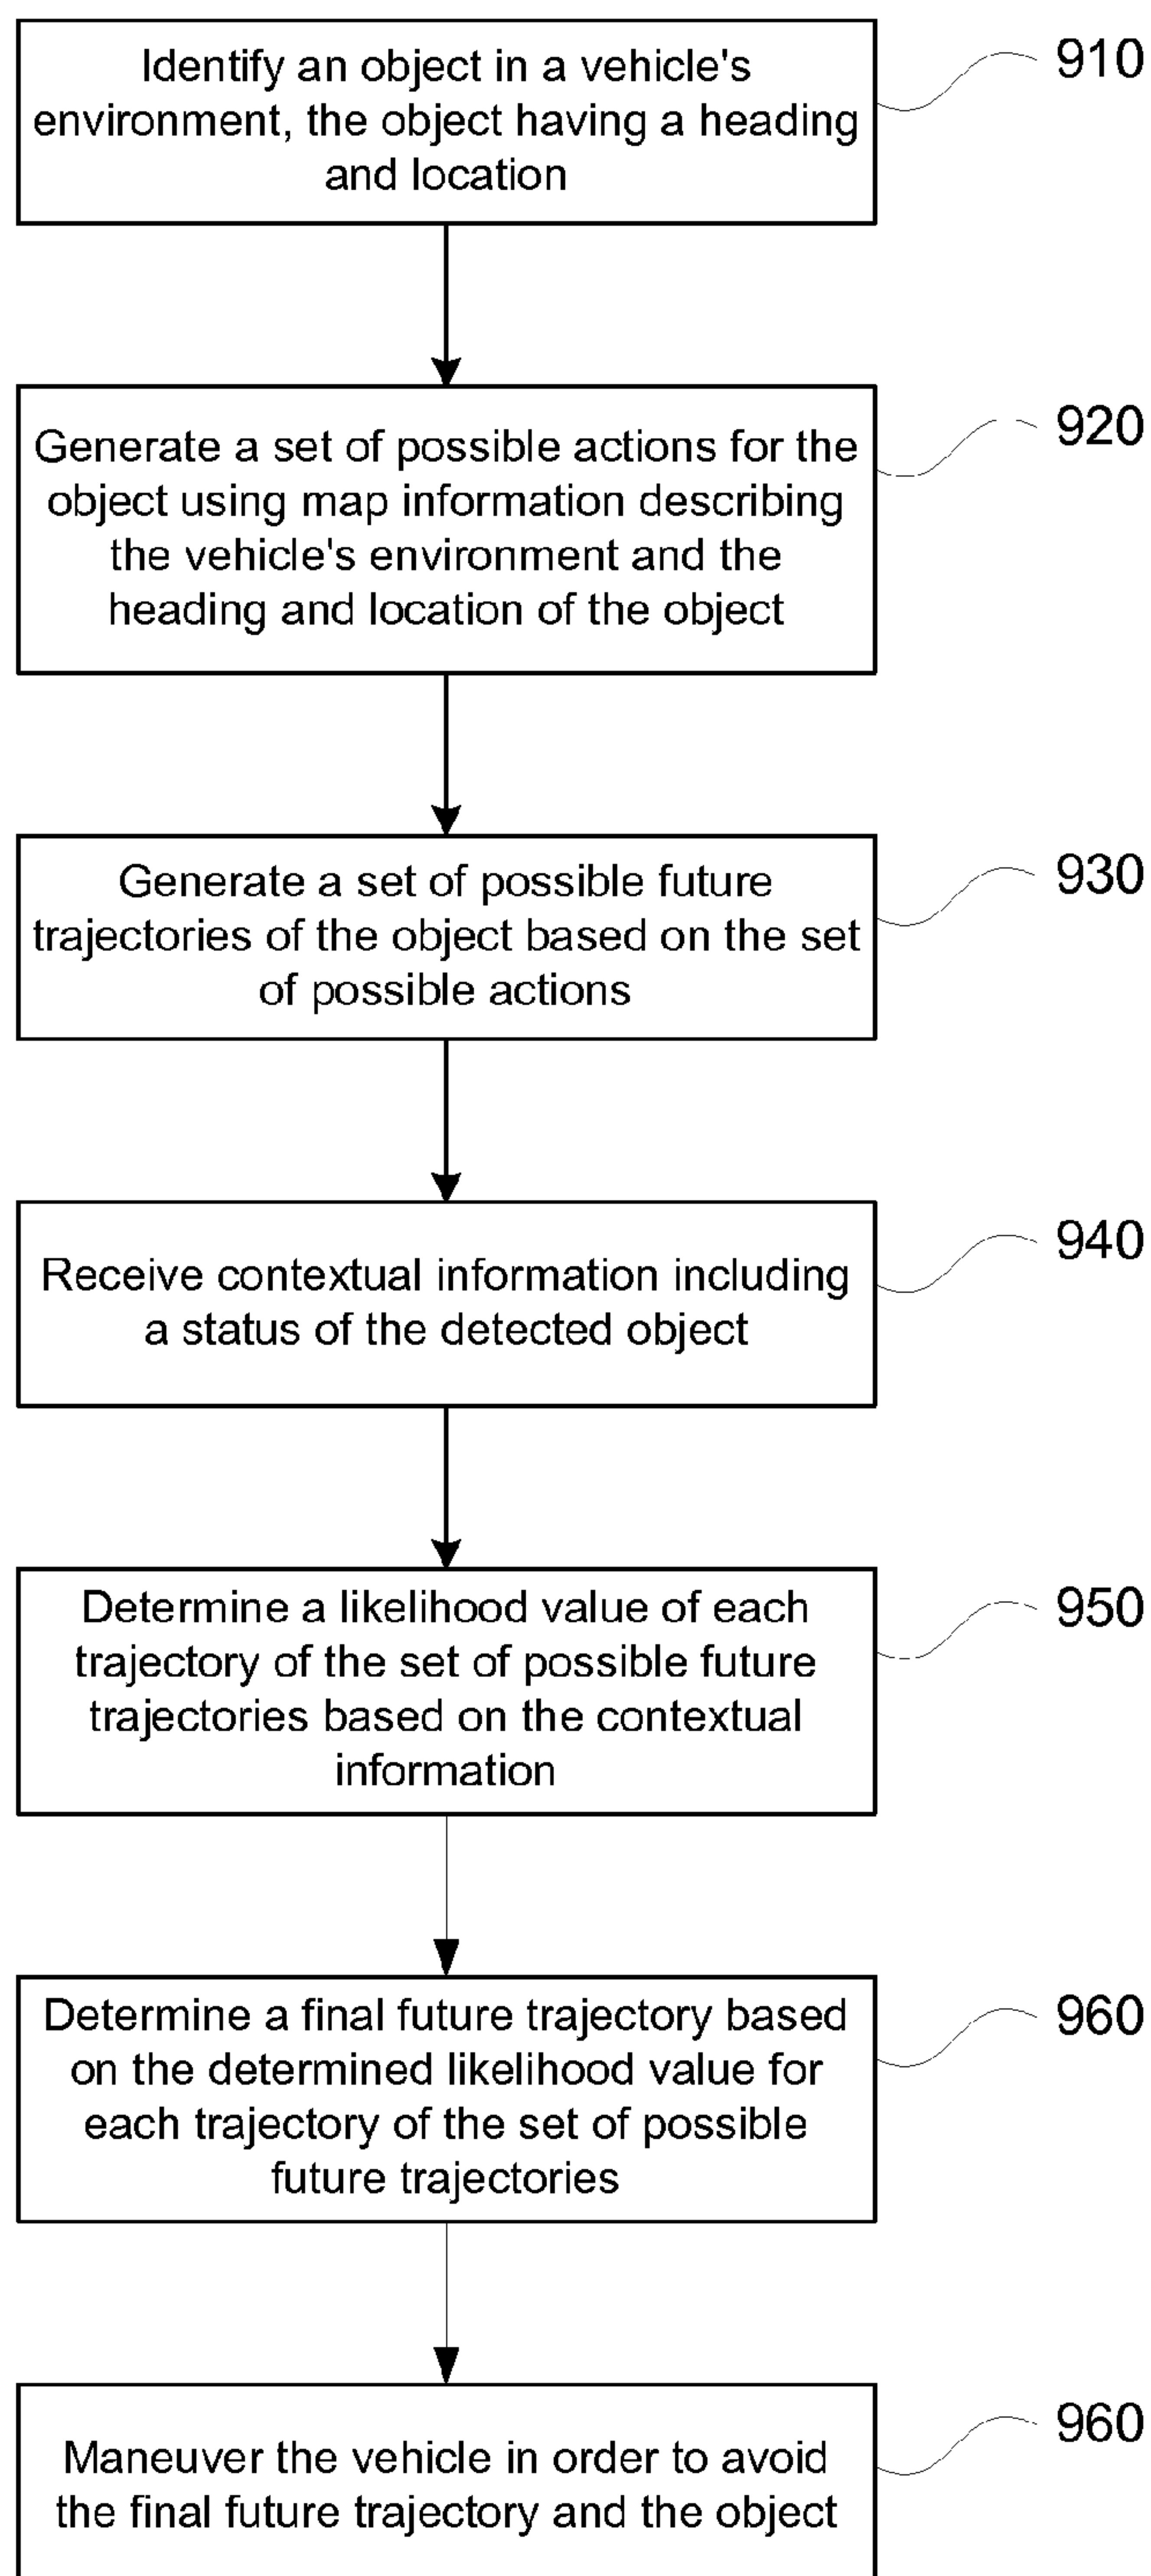 Identify an object in a vehicle's
environment, the object having a heading
and location
910
Generate a set of possible actions for the
object using map information describing
the vehicle's environment and the
heading and location of the object
920
Generate a set of possible future
trajectories of the object based on the set
of possible actions
930
Receive contextual information including
a status of the detected object
940
Determine a likelihood value of each
trajectory of the set of possible future
trajectories based on the contextual
information
950
Determine a final future trajectory based
on the determined likelihood value for
each trajectory of the set of possible
future trajectories
960
Maneuver the vehicle in order to avoid
the final future trajectory and the object
960